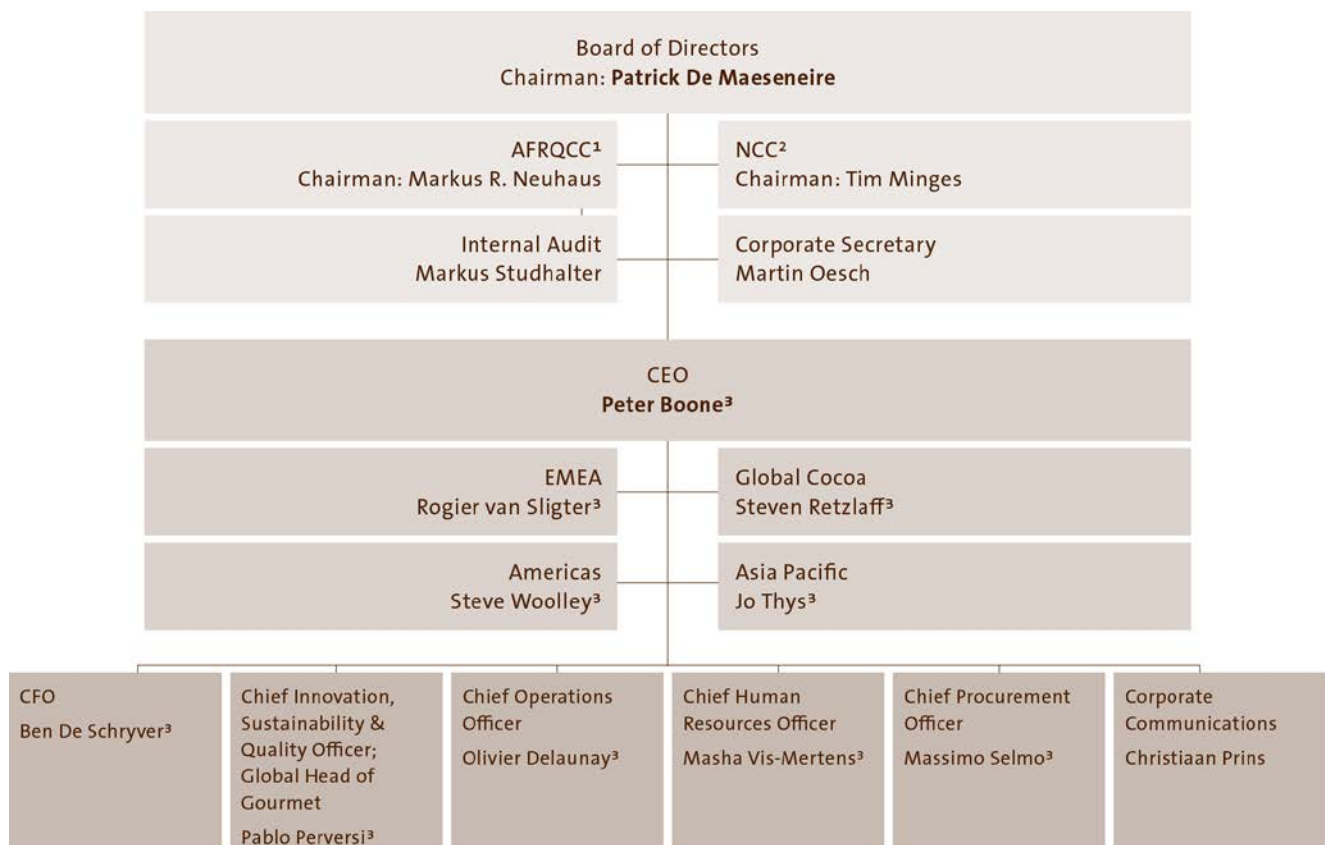 Board of Directors
Chairman: Patrick De Maeseneire
AFRQCC¹
Chairman: Markus R. Neuhaus
NCC²
Chairman: Tim Minges
Internal Audit
Markus Studhalter
Corporate Secretary
Martin Oesch
CEO
Peter Boone³
EMEA
Rogier van Sligter³
Global Cocoa
Steven Retzlaff³
Americas
Steve Woolley³
Asia Pacific
Jo Thys³
CFO
Ben De Schryver³
Chief Innovation,
Sustainability &
Quality Officer;
Global Head of
Gourmet
Pablo Perversi³
Chief Operations
Officer
Olivier Delaunay³
Chief Human
Resources Officer
Masha Vis-Mertens³
Chief Procurement
Officer
Massimo Selmo³
Corporate
Communications
Christiaan Prins